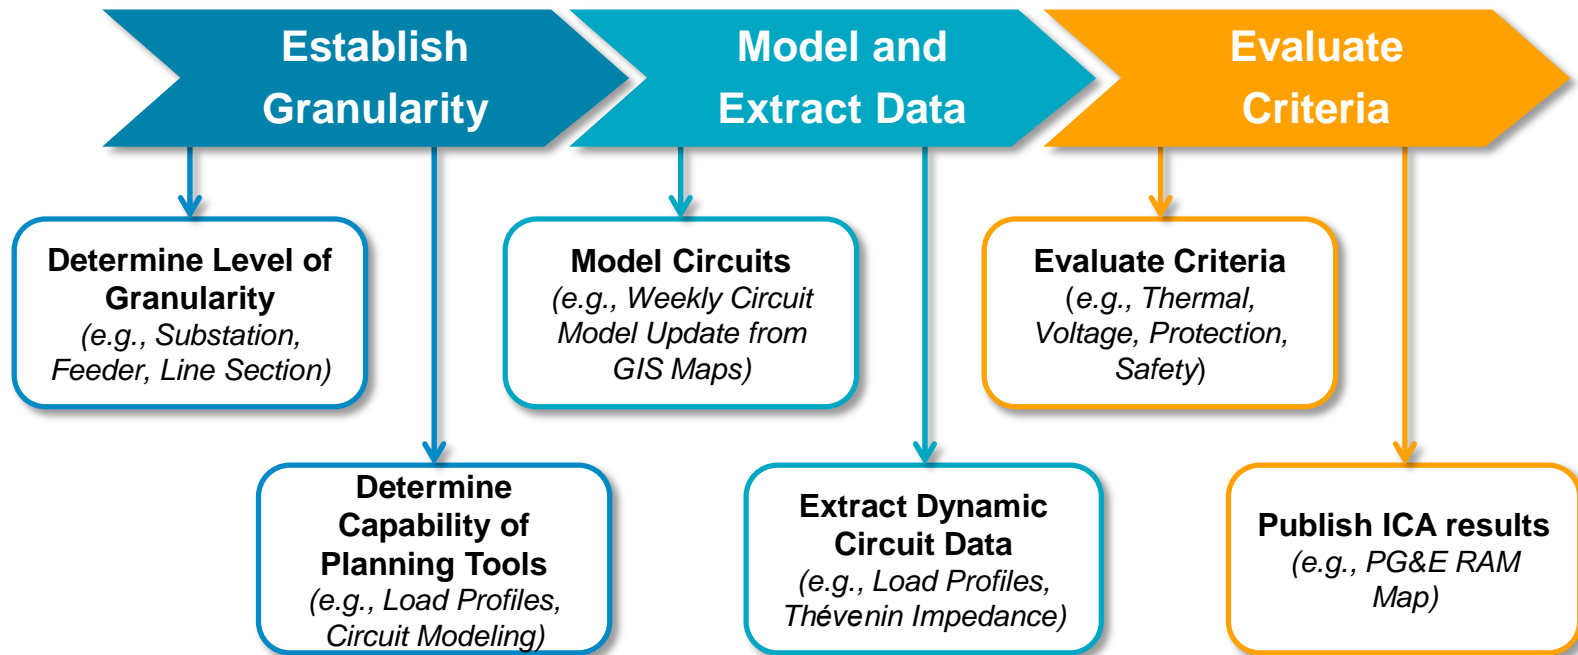 Establish
Granularity
Model and
Extract Data
Evaluate
Criteria
Determine Level of
Granularity
(e.g., Substation,
Feeder, Line Section)
Model Circuits
(e.g., Weekly Circuit
Model Update from
GIS Maps)
Evaluate Criteria
(e.g., Thermal,
Voltage, Protection,
Safety)
Determine
Capability of
Planning Tools
(e.g., Load Profiles,
Circuit Modeling)
Extract Dynamic
Circuit Data
(e.g., Load Profiles,
Thévenin Impedance)
Publish ICA results
(e.g., PG&E RAM
Map)